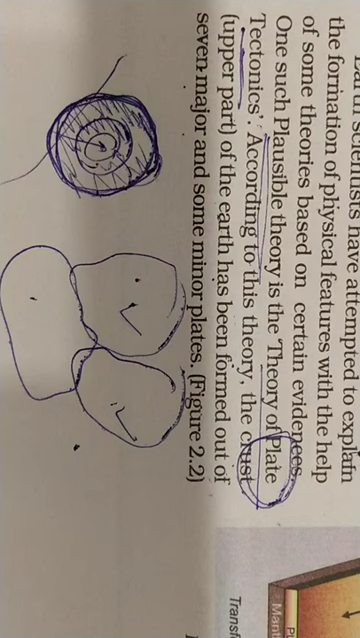 scientists have attempted to explain
the formation of physical features with the help
of some theories based on certain evidences.
One such Plausible theory is the 'Theory of Plate
Tectonics'. According to this theory, the crust
(upper part) of the earth has been formed out of
seven major and some minor plates. (Figure 2.2)
Mant
Transf